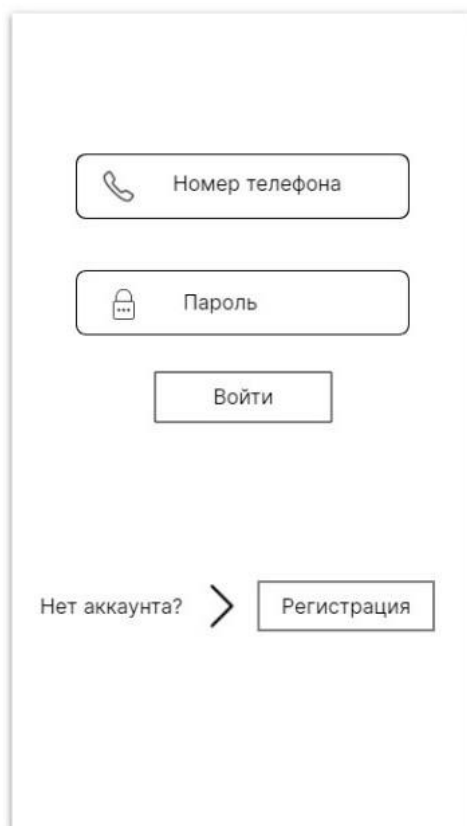 Номер телефона
Пароль
Войти
Нет аккаунта?
Регистрация